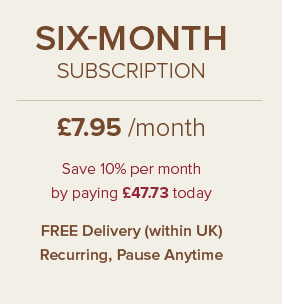 SIX-MONTH
SUBSCRIPTION
£7.95 /month
Save 10% per month
by paying £47.73 today
FREE Delivery (within UK)
Recurring, Pause Anytime